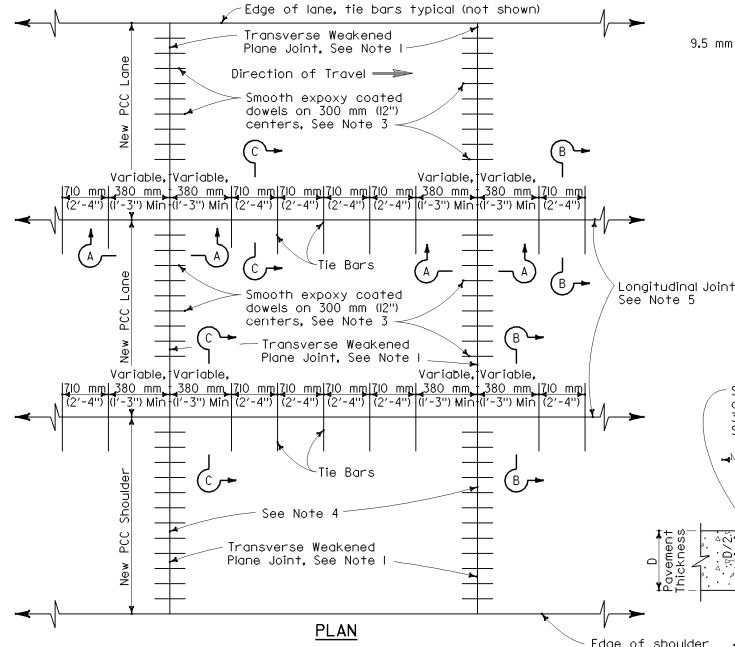 Edge of lane, tie bars typical (not shown)
Transverse Weakened
Plane Joint, See Note 1
9.5 mm
Direction of Travel
Smooth expoxy coated
dowels on 300 mm (12")
centers, See Note 3
New PCC Lane
C
B
Variable, Variable, Variable, Variable,
710 mm 380 mm 380 mm 710 mm 710 mm 710 mm 710 mm 380 mm 380 mm 710 mm
(2'-4") (1'-3") Min (1'-3") Min (2'-4") (2'-4") (2'-4") (2'-4") (1'-3") Min (1'-3") Min (2'-4")
A A C A A B
Tie Bars
Longitudinal Joint
See Note 5
Smooth expoxy coated
dowels on 300 mm (12")
centers, See Note 3
New PCC Lane
C B
Transverse Weakened
Plane Joint, See Note 1
Variable, Variable, Variable, Variable,
710 mm 380 mm 380 mm 710 mm 710 mm 710 mm 710 mm 380 mm 380 mm 710 mm
(2'-4") (1'-3") Min (1'-3") Min (2'-4") (2'-4") (2'-4") (2'-4") (1'-3") Min (1'-3") Min (2'-4")
Tie Bars
C B
See Note 4
New PCC Shoulder
Transverse Weakened
Plane Joint, See Note 1
D
Pavement
Thickness
D/2
PLAN
Edge of shoulder